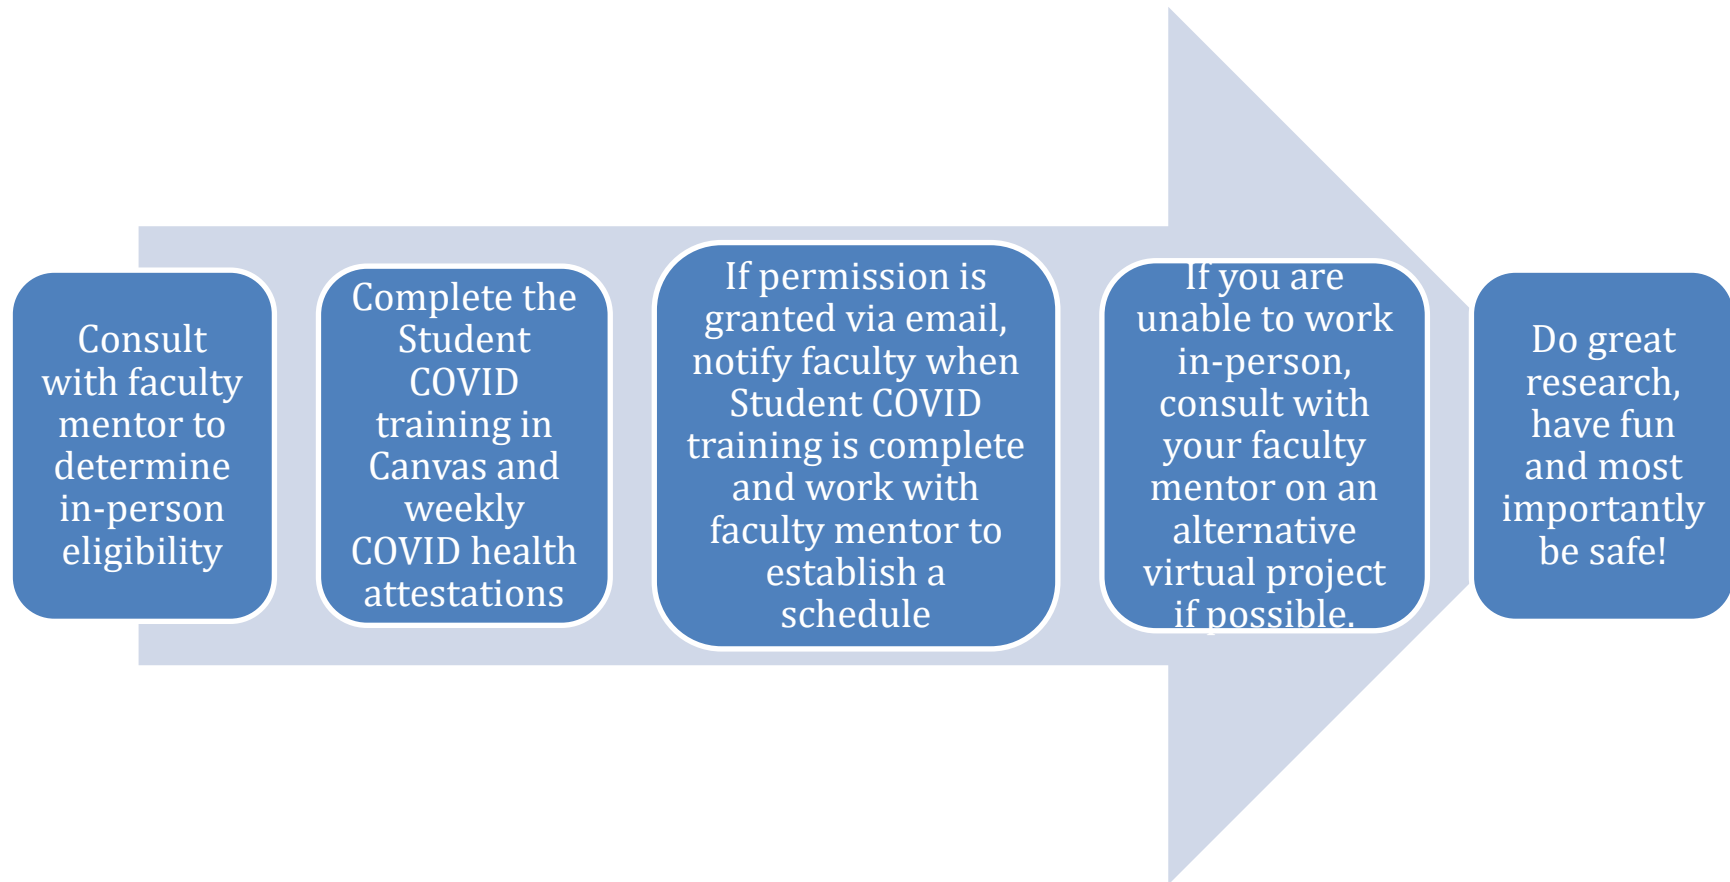 Consult
with faculty
mentor to
determine
in-person
eligibility
Complete the
Student
COVID
training in
Canvas and
weekly
COVID health
attestations
If permission is
granted via email,
notify faculty when
Student COVID
training is complete
and work with
faculty mentor to
establish a
schedule
If you are
unable to work
in-person,
consult with
your faculty
mentor on an
alternative
virtual project
if possible.
Do great
research,
have fun
and most
importantly
be safe!